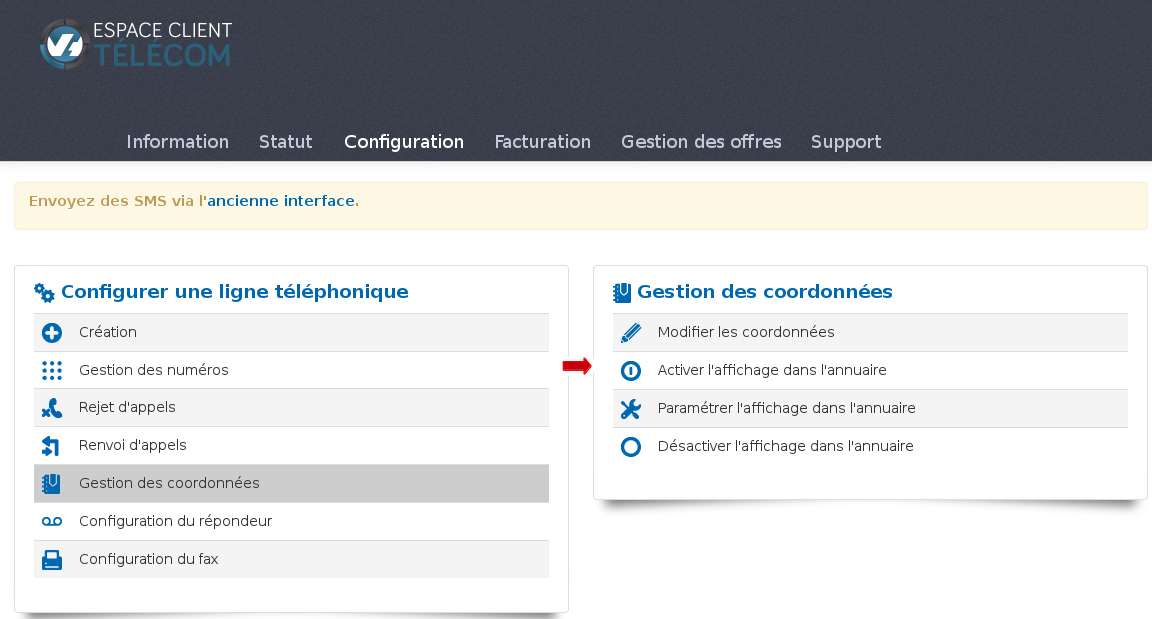 ESPACE CLIENT
TÉLÉCOM
Information Statut Configuration Facturation Gestion des offres Support
Envoyez des SMS via l'ancienne interface.
Configurer une ligne téléphonique
Création
Gestion des numéros
Rejet d'appels
Renvoi d'appels
Gestion des coordonnées
Configuration du répondeur
Configuration du fax
Gestion des coordonnées
Modifier les coordonnées
Activer l'affichage dans l'annuaire
Paramétrer l'affichage dans l'annuaire
Désactiver l'affichage dans l'annuaire